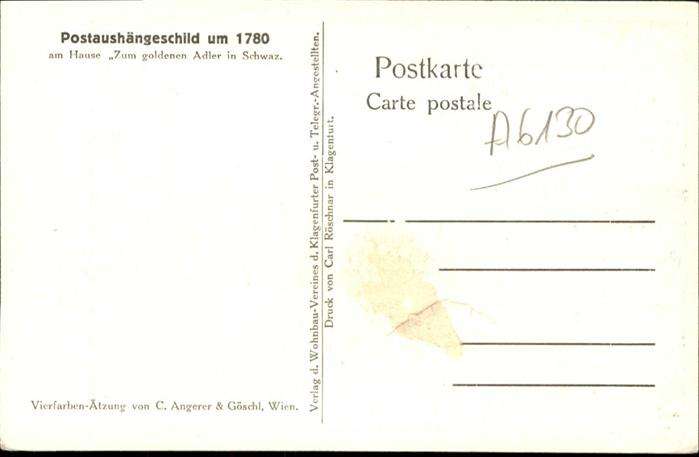 Postaushängeschild um 1780
am Hause „Zum goldenen Adler in Schwaz.
Vierfarben-Ätzung von C. Angerer & Göschl, Wien.
Verlag d. Wohnbau-Vereines d. Klagenfurter Post- u. Telegr.-Angestellten.
Druck von Carl Röschnar in Klagenfurt.
Postkarte
Carte postale
A6130